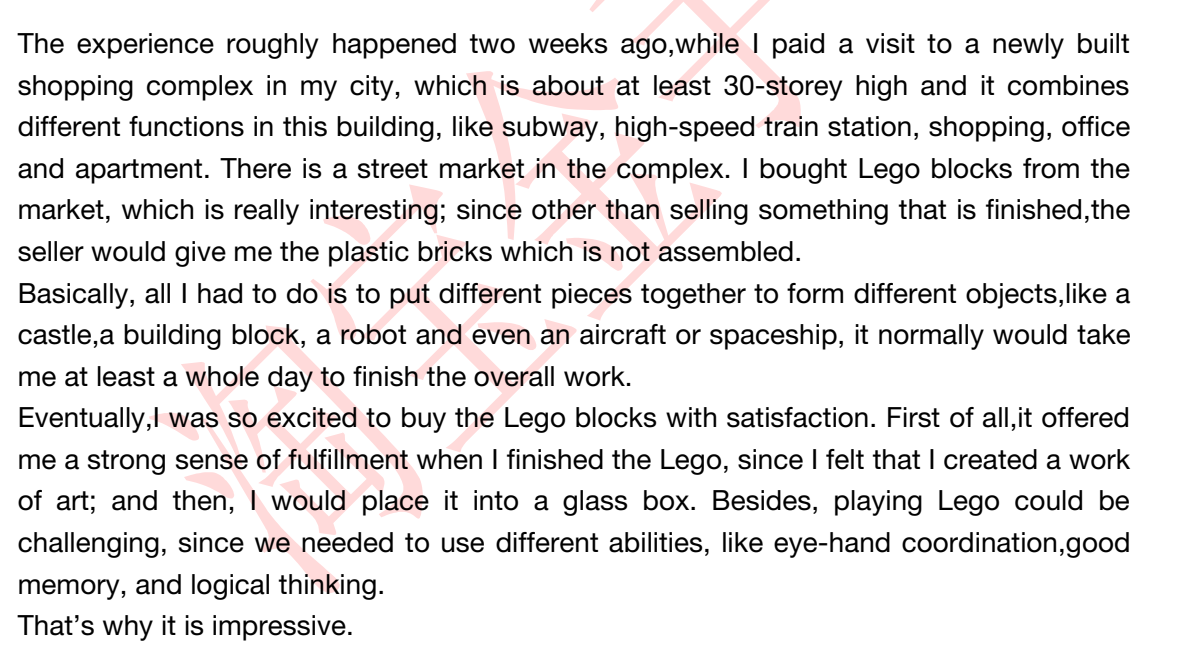 The experience roughly happened two weeks ago,while I paid a visit to a newly built
shopping complex in my city, which is about at least 30-storey high and it combines
different functions in this building, like subway, high-speed train station, shopping, office
and apartment. There is a street market in the complex. I bought Lego blocks from the
market, which is really interesting; since other than selling something that is finished,the
seller would give me the plastic bricks which is not assembled.
Basically, all I had to do is to put different pieces together to form different objects,like a
castle,a building block, a robot and even an aircraft or spaceship, it normally would take
me at least a whole day to finish the overall work.
Eventually,I was so excited to buy the Lego blocks with satisfaction. First of all,it offered
me a strong sense of fulfillment when I finished the Lego, since I felt that I created a work
of art; and then, I would place it into a glass box. Besides, playing Lego could be
challenging, since we needed to use different abilities, like eye-hand coordination,good
memory, and logical thinking.
That’s why it is impressive.
淘宝金